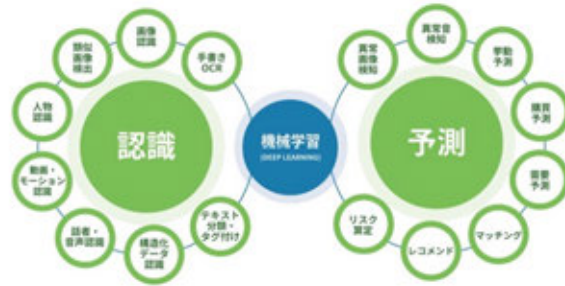 画像
認識
手書き
OCR
類似
画像
検出
人物
認識
動画・
モーション
認識
話者・
音声認識
構造化
データ
認識
テキスト
分類・
タグ付け
認識
機械学習
(DEEP LEARNING)
予測
異常
画像
検知
異常音
検知
挙動
予測
購買
予測
需要
予測
マッチング
レコメンド
リスク
算定